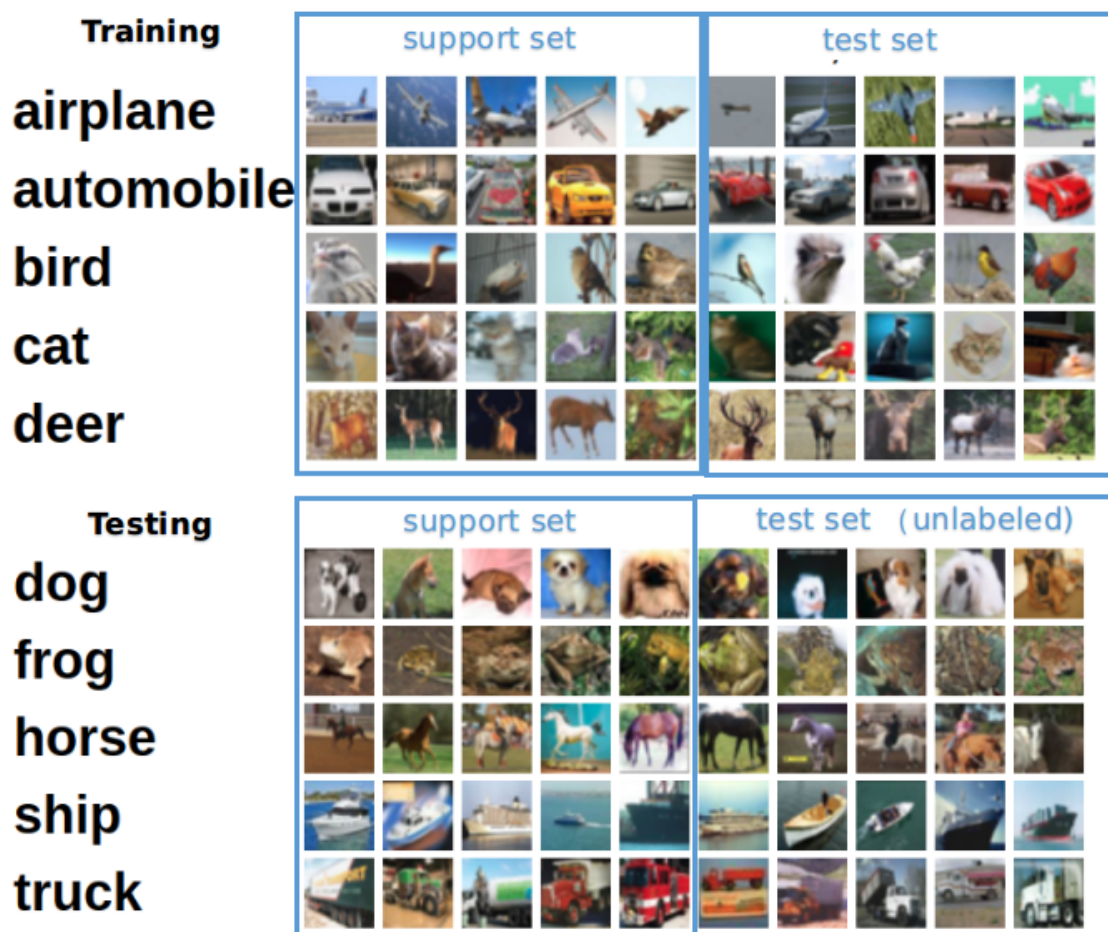 Training
support set
test set
airplane
automobile
bird
cat
deer
Testing
support set
test set （unlabeled)
dog
frog
horse
ship
truck